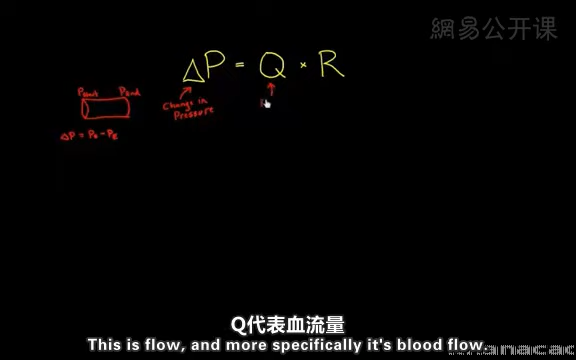 網易公开课
ΔP = Q × R
Pstart Pend
Change in
Pressure
ΔP = Ps - PE
Q代表血流量
This is flow, and more specifically it's blood flow.